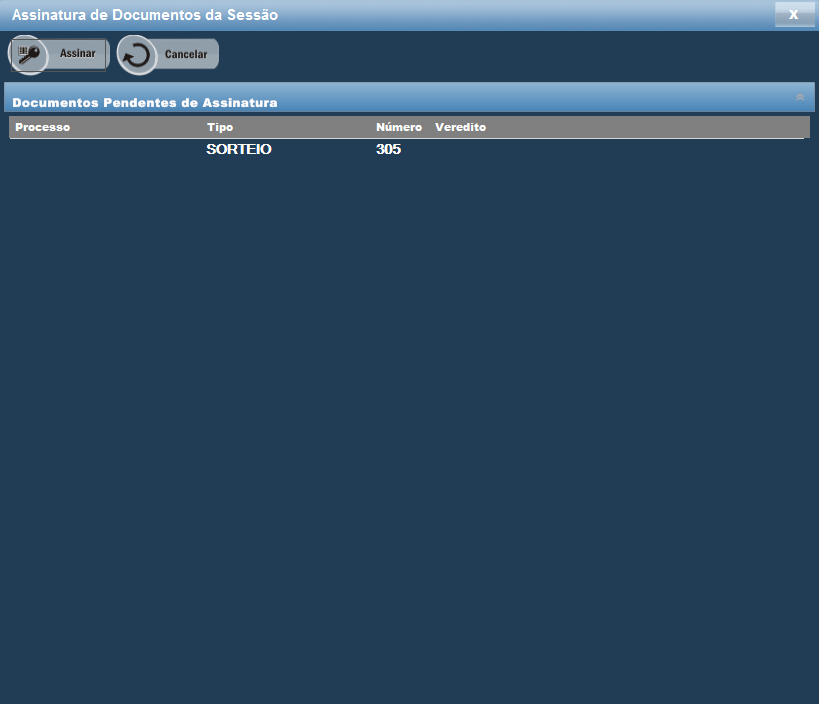 Assinatura de Documentos da Sessão
X
Assinar
Cancelar
Documentos Pendentes de Assinatura
Processo Tipo Número Veredito
SORTEIO 305